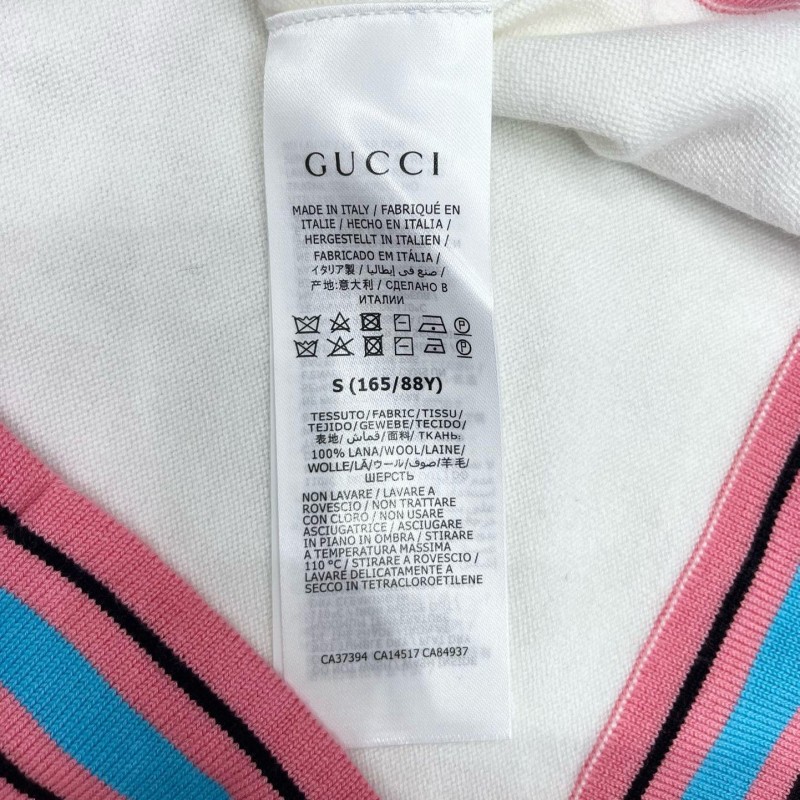 GUCCI
MADE IN ITALY / FABRIQUÉ EN
ITALIE / HECHO EN ITALIA /
HERGESTELLT IN ITALIEN /
FABRICADO EM ITÁLIA /
イタリア製 / صنع في إيطاليا /
产地:意大利 / СДЕЛАНО В
ИТАЛИИ
S (165/88Y)
TESSUTO/FABRIC/TISSU/
TEJIDO/GEWEBE/TECIDO/
表地/ قماش/面料/ ТКАНЬ:
100% LANA/WOOL/LAINE/
WOLLE/LÃ/ウール/صوف/羊毛/
ШЕРСТЬ
NON LAVARE / LAVARE A
ROVESCIO / NON TRATTARE
CON CLORO / NON USARE
ASCIUGATRICE / ASCIUGARE
IN PIANO IN OMBRA / STIRARE
A TEMPERATURA MASSIMA
110 °C / STIRARE A ROVESCIO /
LAVARE DELICATAMENTE A
SECCO IN TETRACLOROETILENE
CA37394 CA14517 CA84937